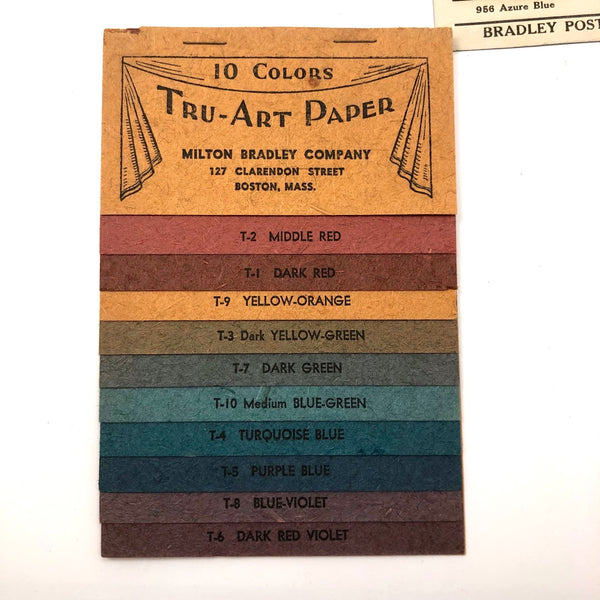 956 Azure Blue
BRADLEY POST
10 COLORS
TRU-ART PAPER
MILTON BRADLEY COMPANY
127 CLARENDON STREET
BOSTON, MASS.
T-2 MIDDLE RED
T-1 DARK RED
T-9 YELLOW-ORANGE
T-3 Dark YELLOW-GREEN
T-7 DARK GREEN
T-10 Medium BLUE-GREEN
T-4 TURQUOISE BLUE
T-5 PURPLE BLUE
T-8 BLUE-VIOLET
T-6 DARK RED VIOLET